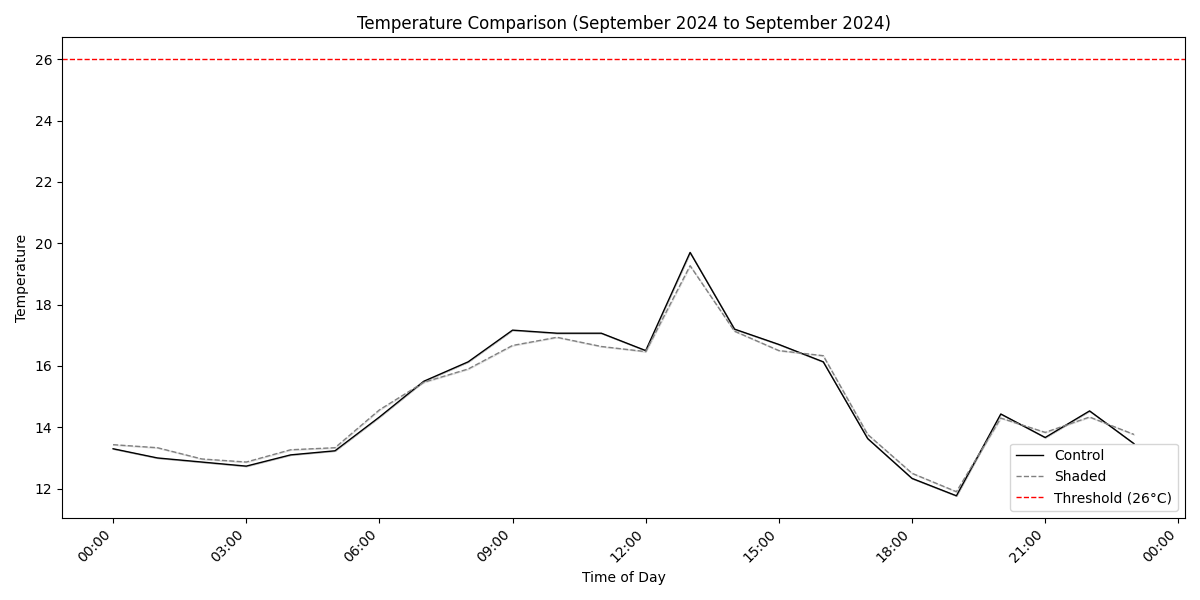 Temperature Comparison (September 2024 to September 2024)
26
24
22
20
18
16
14
12
Temperature
00:00
03:00
06:00
09:00
12:00
15:00
18:00
21:00
00:00
Time of Day
Control
Shaded
Threshold (26°C)